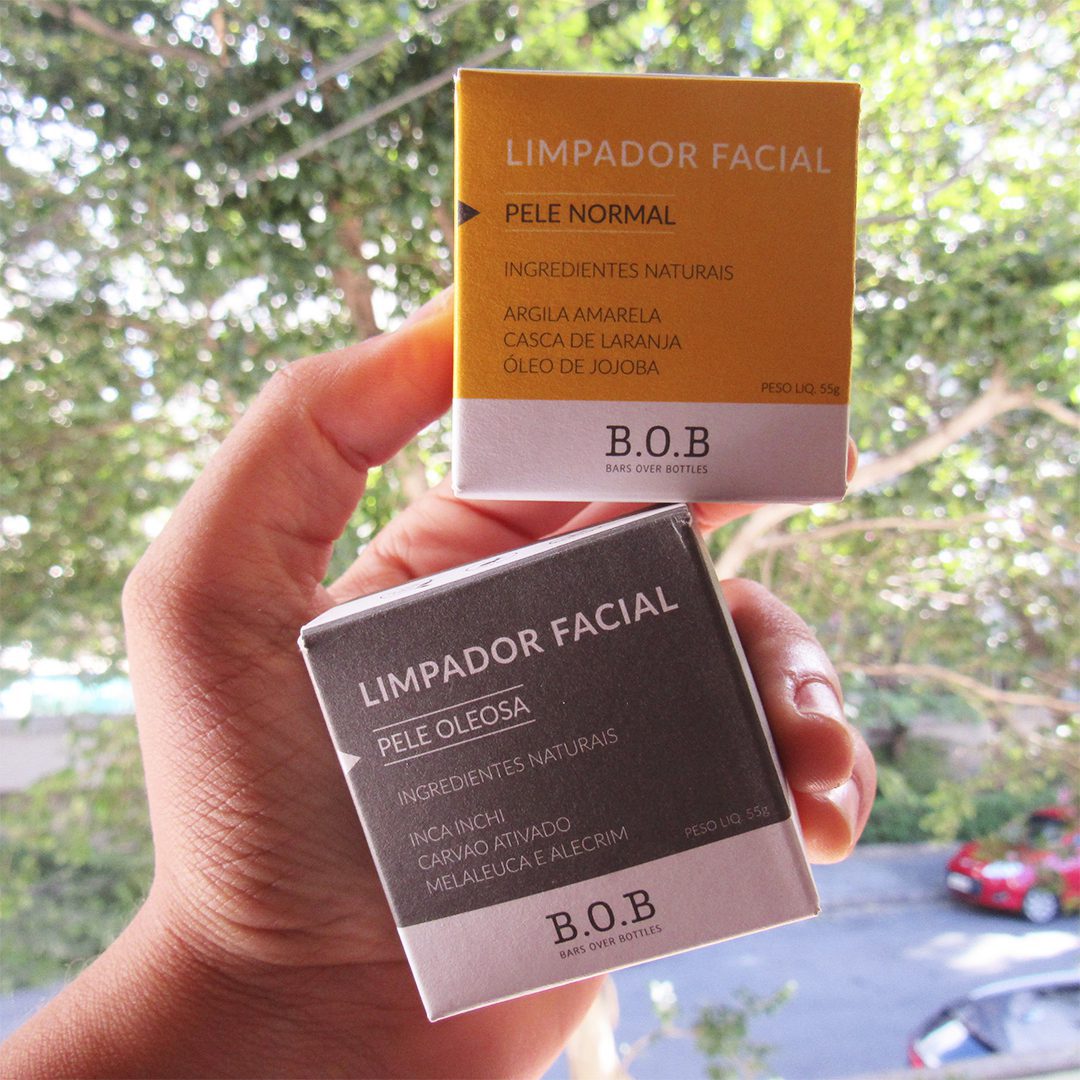 LIMPADOR FACIAL
PELE NORMAL
INGREDIENTES NATURAIS
ARGILA AMARELA
CASCA DE LARANJA
ÓLEO DE JOJOBA
PESO LIQ. 55g
B.O.B
BARS OVER BOTTLES
LIMPADOR FACIAL
PELE OLEOSA
INGREDIENTES NATURAIS
INCA INCHI
CARVAO ATIVADO
MELALEUCA E ALECRIM
PESO LIQ. 55g
B.O.B
BARS OVER BOTTLES